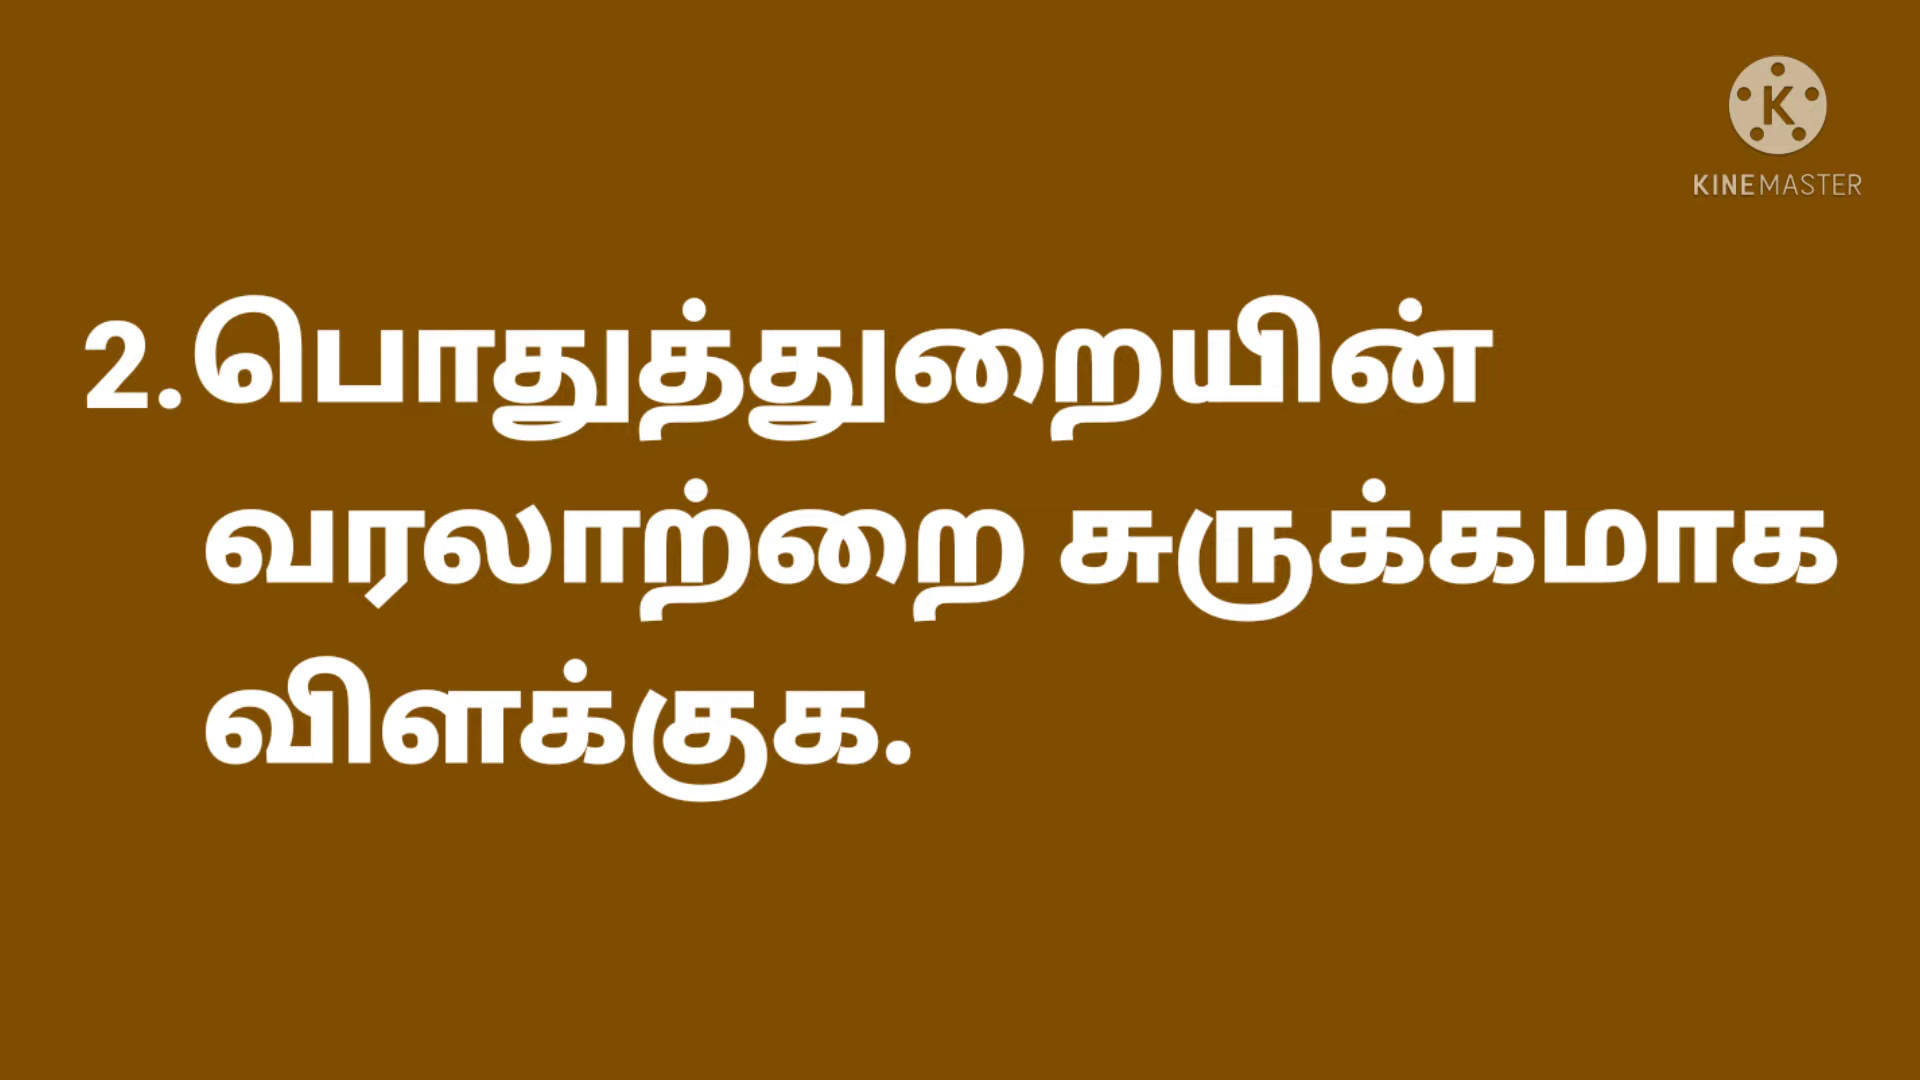 K
KINEMASTER
2.பொதுத்துறையின்
வரலாற்றை சுருக்கமாக
விளக்குக.